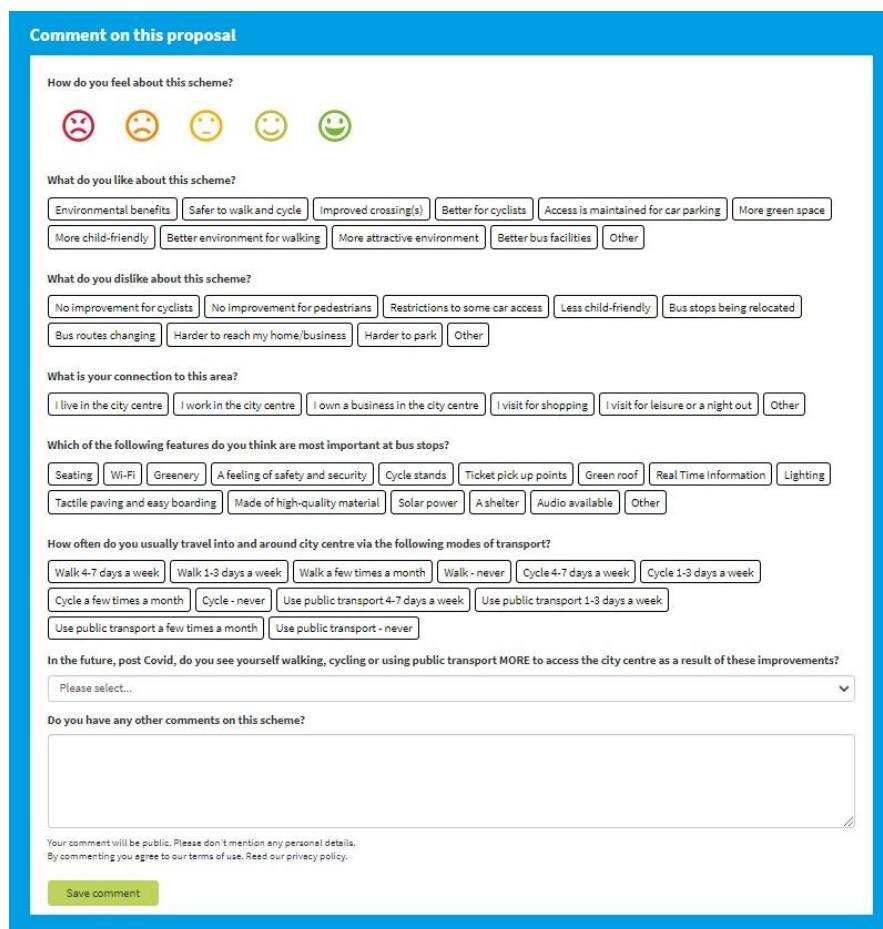 Comment on this proposal
How do you feel about this scheme?
What do you like about this scheme?
Environmental benefits Safer to walk and cycle Improved crossing(s) Better for cyclists Access is maintained for car parking More green space
More child-friendly Better environment for walking More attractive environment Better bus facilities Other
What do you dislike about this scheme?
No improvement for cyclists No improvement for pedestrians Restrictions to some car access Less child-friendly Bus stops being relocated
Bus routes changing Harder to reach my home/business Harder to park Other
What is your connection to this area?
I live in the city centre I work in the city centre I own a business in the city centre I visit for shopping I visit for leisure or a night out Other
Which of the following features do you think are most important at bus stops?
Seating Wi-Fi Greenery A feeling of safety and security Cycle stands Ticket pick up points Green roof Real Time Information Lighting
Tactile paving and easy boarding Made of high-quality material Solar power A shelter Audio available Other
How often do you usually travel into and around city centre via the following modes of transport?
Walk 4-7 days a week Walk 1-3 days a week Walk a few times a month Walk - never Cycle 4-7 days a week Cycle 1-3 days a week
Cycle a few times a month Cycle - never Use public transport 4-7 days a week Use public transport 1-3 days a week
Use public transport a few times a month Use public transport - never
In the future, post Covid, do you see yourself walking, cycling or using public transport MORE to access the city centre as a result of these improvements?
Please select...
Do you have any other comments on this scheme?
Your comment will be public. Please don't mention any personal details.
By commenting you agree to our terms of use. Read our privacy policy.
Save comment